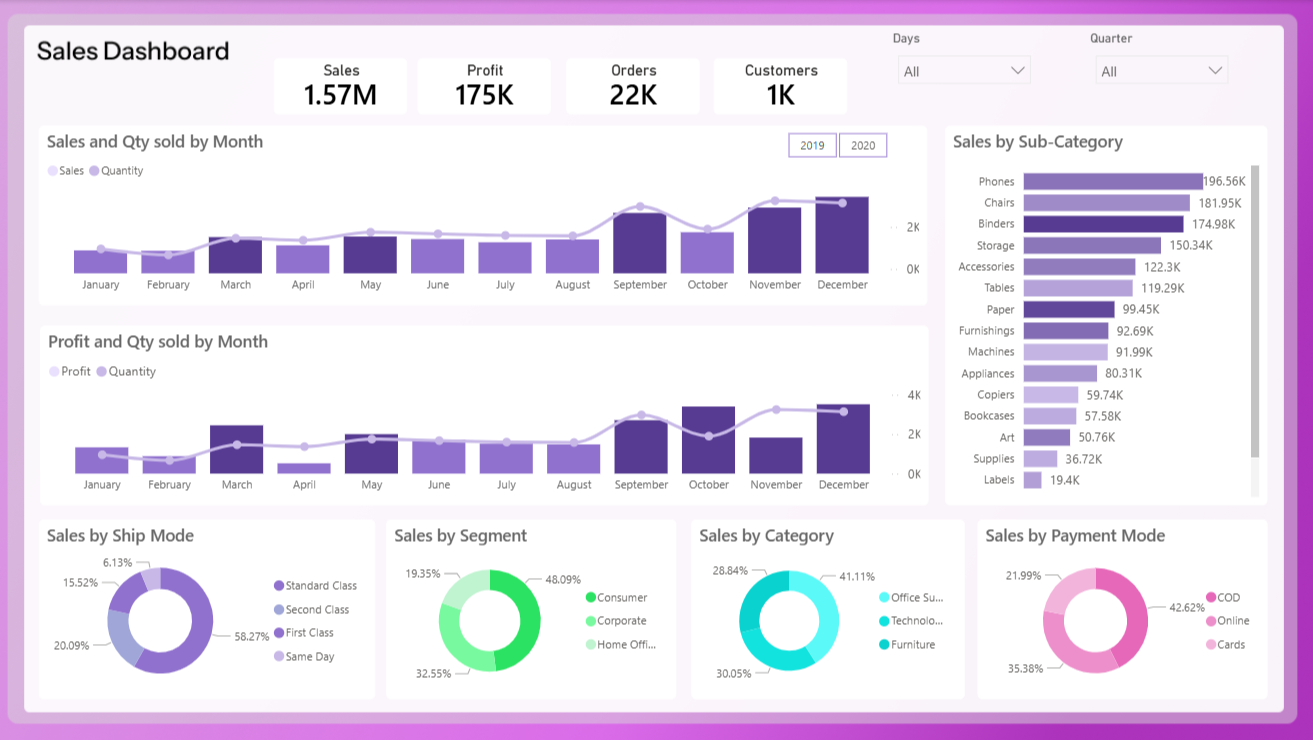 Sales Dashboard
Days
Quarter
All
All
Sales
1.57M
Profit
175K
Orders
22K
Customers
1K
Sales and Qty sold by Month
2019
2020
Sales
Quantity
2K
0K
January February March April May June July August September October November December
Profit and Qty sold by Month
Profit
Quantity
4K
2K
0K
January February March April May June July August September October November December
Sales by Sub-Category
Phones 196.56K
Chairs 181.95K
Binders 174.98K
Storage 150.34K
Accessories 122.3K
Tables 119.29K
Paper 99.45K
Furnishings 92.69K
Machines 91.99K
Appliances 80.31K
Copiers 59.74K
Bookcases 57.58K
Art 50.76K
Supplies 36.72K
Labels 19.4K
Sales by Ship Mode
6.13%
15.52%
20.09%
58.27%
Standard Class
Second Class
First Class
Same Day
Sales by Segment
19.35%
48.09%
32.55%
Consumer
Corporate
Home Offi...
Sales by Category
28.84%
41.11%
30.05%
Office Su...
Technolo...
Furniture
Sales by Payment Mode
21.99%
42.62%
35.38%
COD
Online
Cards